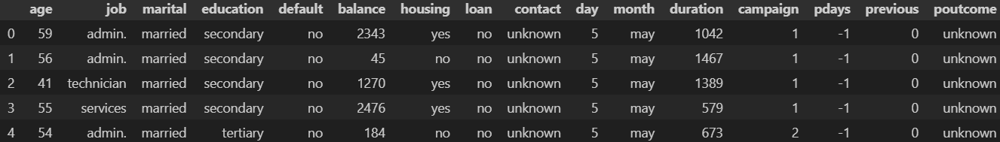 age job marital education default balance housing loan contact day month duration campaign pdays previous poutcome
0 59 admin. married secondary no 2343 yes no unknown 5 may 1042 1 -1 0 unknown
1 56 admin. married secondary no 45 no no unknown 5 may 1467 1 -1 0 unknown
2 41 technician married secondary no 1270 yes no unknown 5 may 1389 1 -1 0 unknown
3 55 services married secondary no 2476 yes no unknown 5 may 579 1 -1 0 unknown
4 54 admin. married tertiary no 184 no no unknown 5 may 673 2 -1 0 unknown